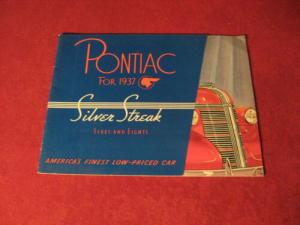 PONTIAC
FOR 1937
Silver Streak
SIXES AND EIGHTS
AMERICA'S FINEST LOW-PRICED CAR